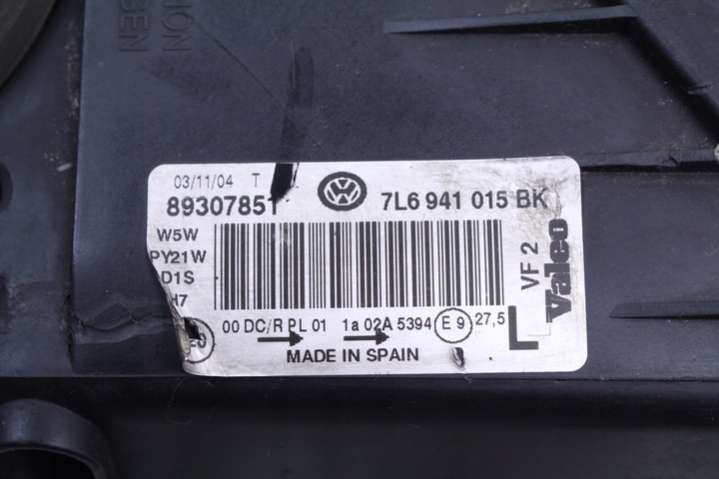 03/11/04 T
89307851
7L6 941 015 BK
W5W
PY21W
D1S
H7
VF 2
Valeo
00 DC/R PL 01 1a 02A 5394 E 9 27,5
L
MADE IN SPAIN